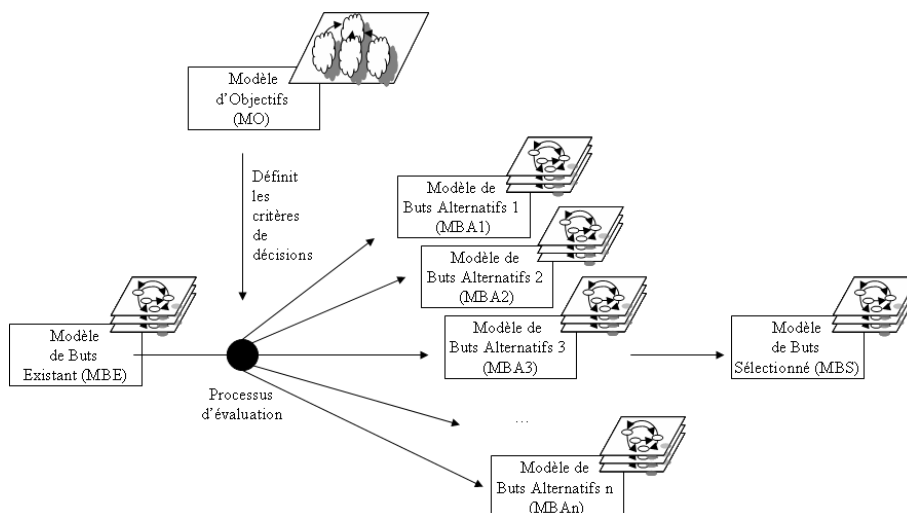 Modèle
d'Objectifs
(MO)
Définit
les
critères
de
décisions
Modèle de
Buts Alternatifs 1
(MBA1)
Modèle de
Buts Alternatifs 2
(MBA2)
Modèle
de Buts
Existant (MBE)
Modèle de
Buts Alternatifs 3
(MBA3)
Modèle
de Buts
Sélectionné (MBS)
Processus
d'évaluation
...
Modèle de
Buts Alternatifs n
(MBAn)